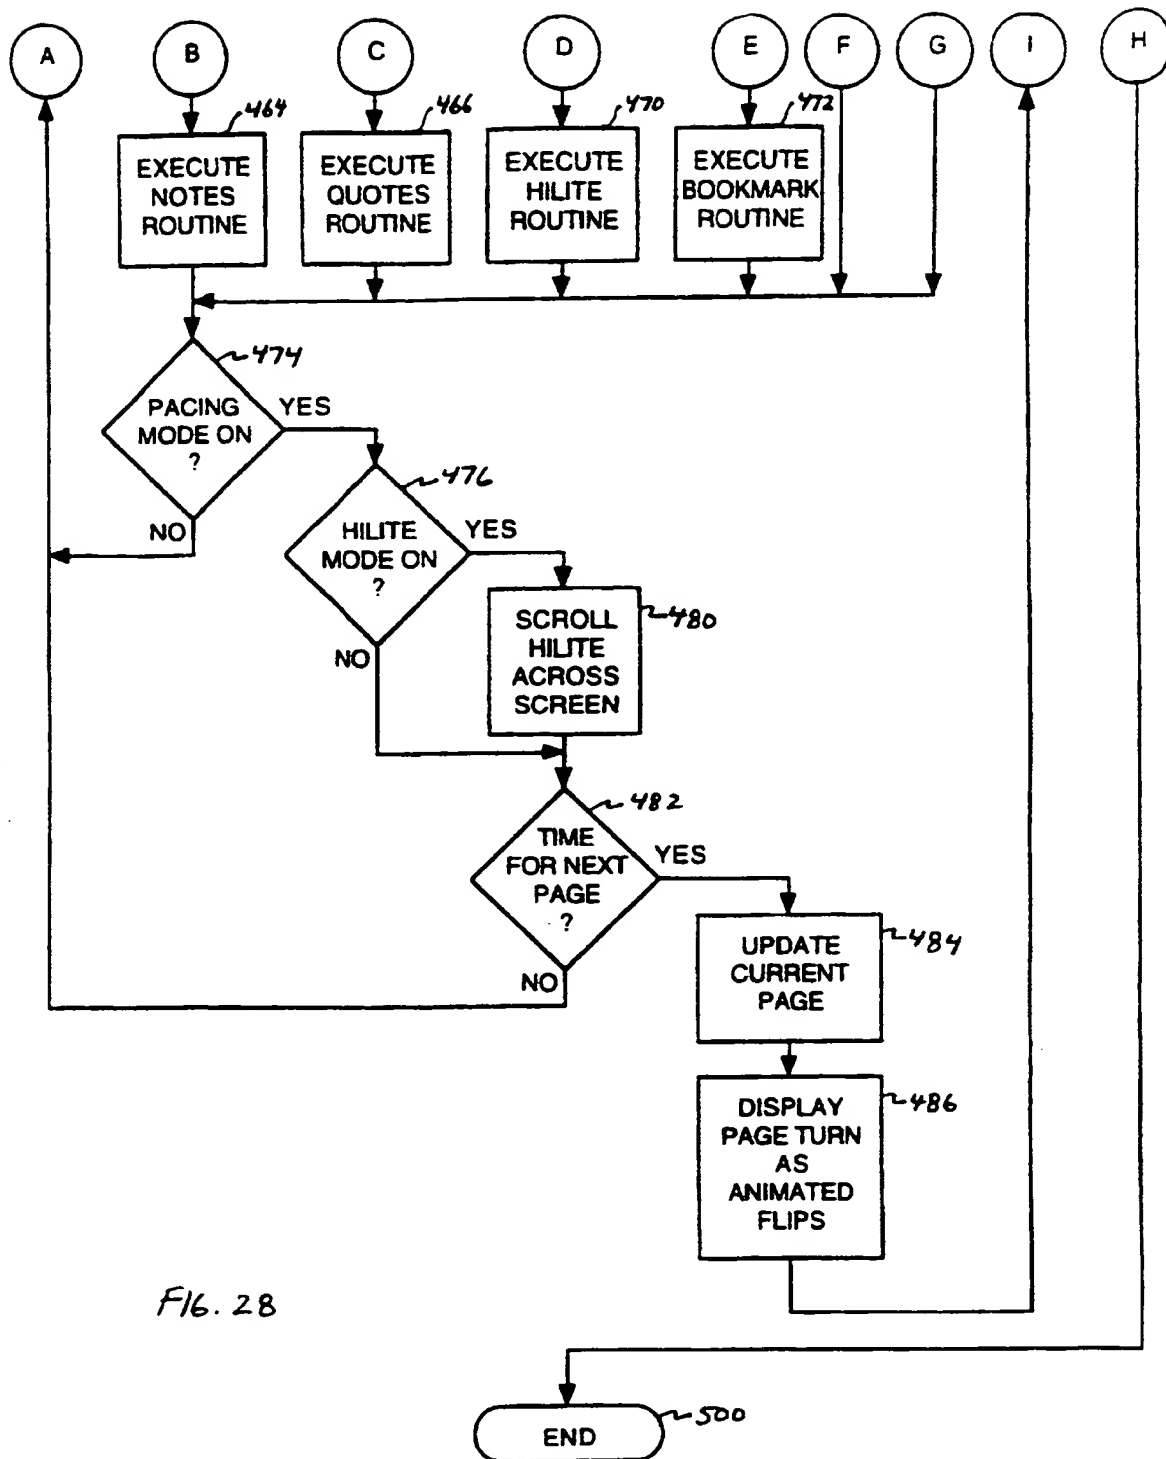 A B C D E F G I H
464 466 470 472
EXECUTE
NOTES
ROUTINE
EXECUTE
QUOTES
ROUTINE
EXECUTE
HILITE
ROUTINE
EXECUTE
BOOKMARK
ROUTINE
474
PACING
MODE ON
?
YES
NO
476
HILITE
MODE ON
?
YES
NO
480
SCROLL
HILITE
ACROSS
SCREEN
482
TIME
FOR NEXT
PAGE
?
YES
NO
484
UPDATE
CURRENT
PAGE
486
DISPLAY
PAGE TURN
AS
ANIMATED
FLIPS
FIG. 28
500
END